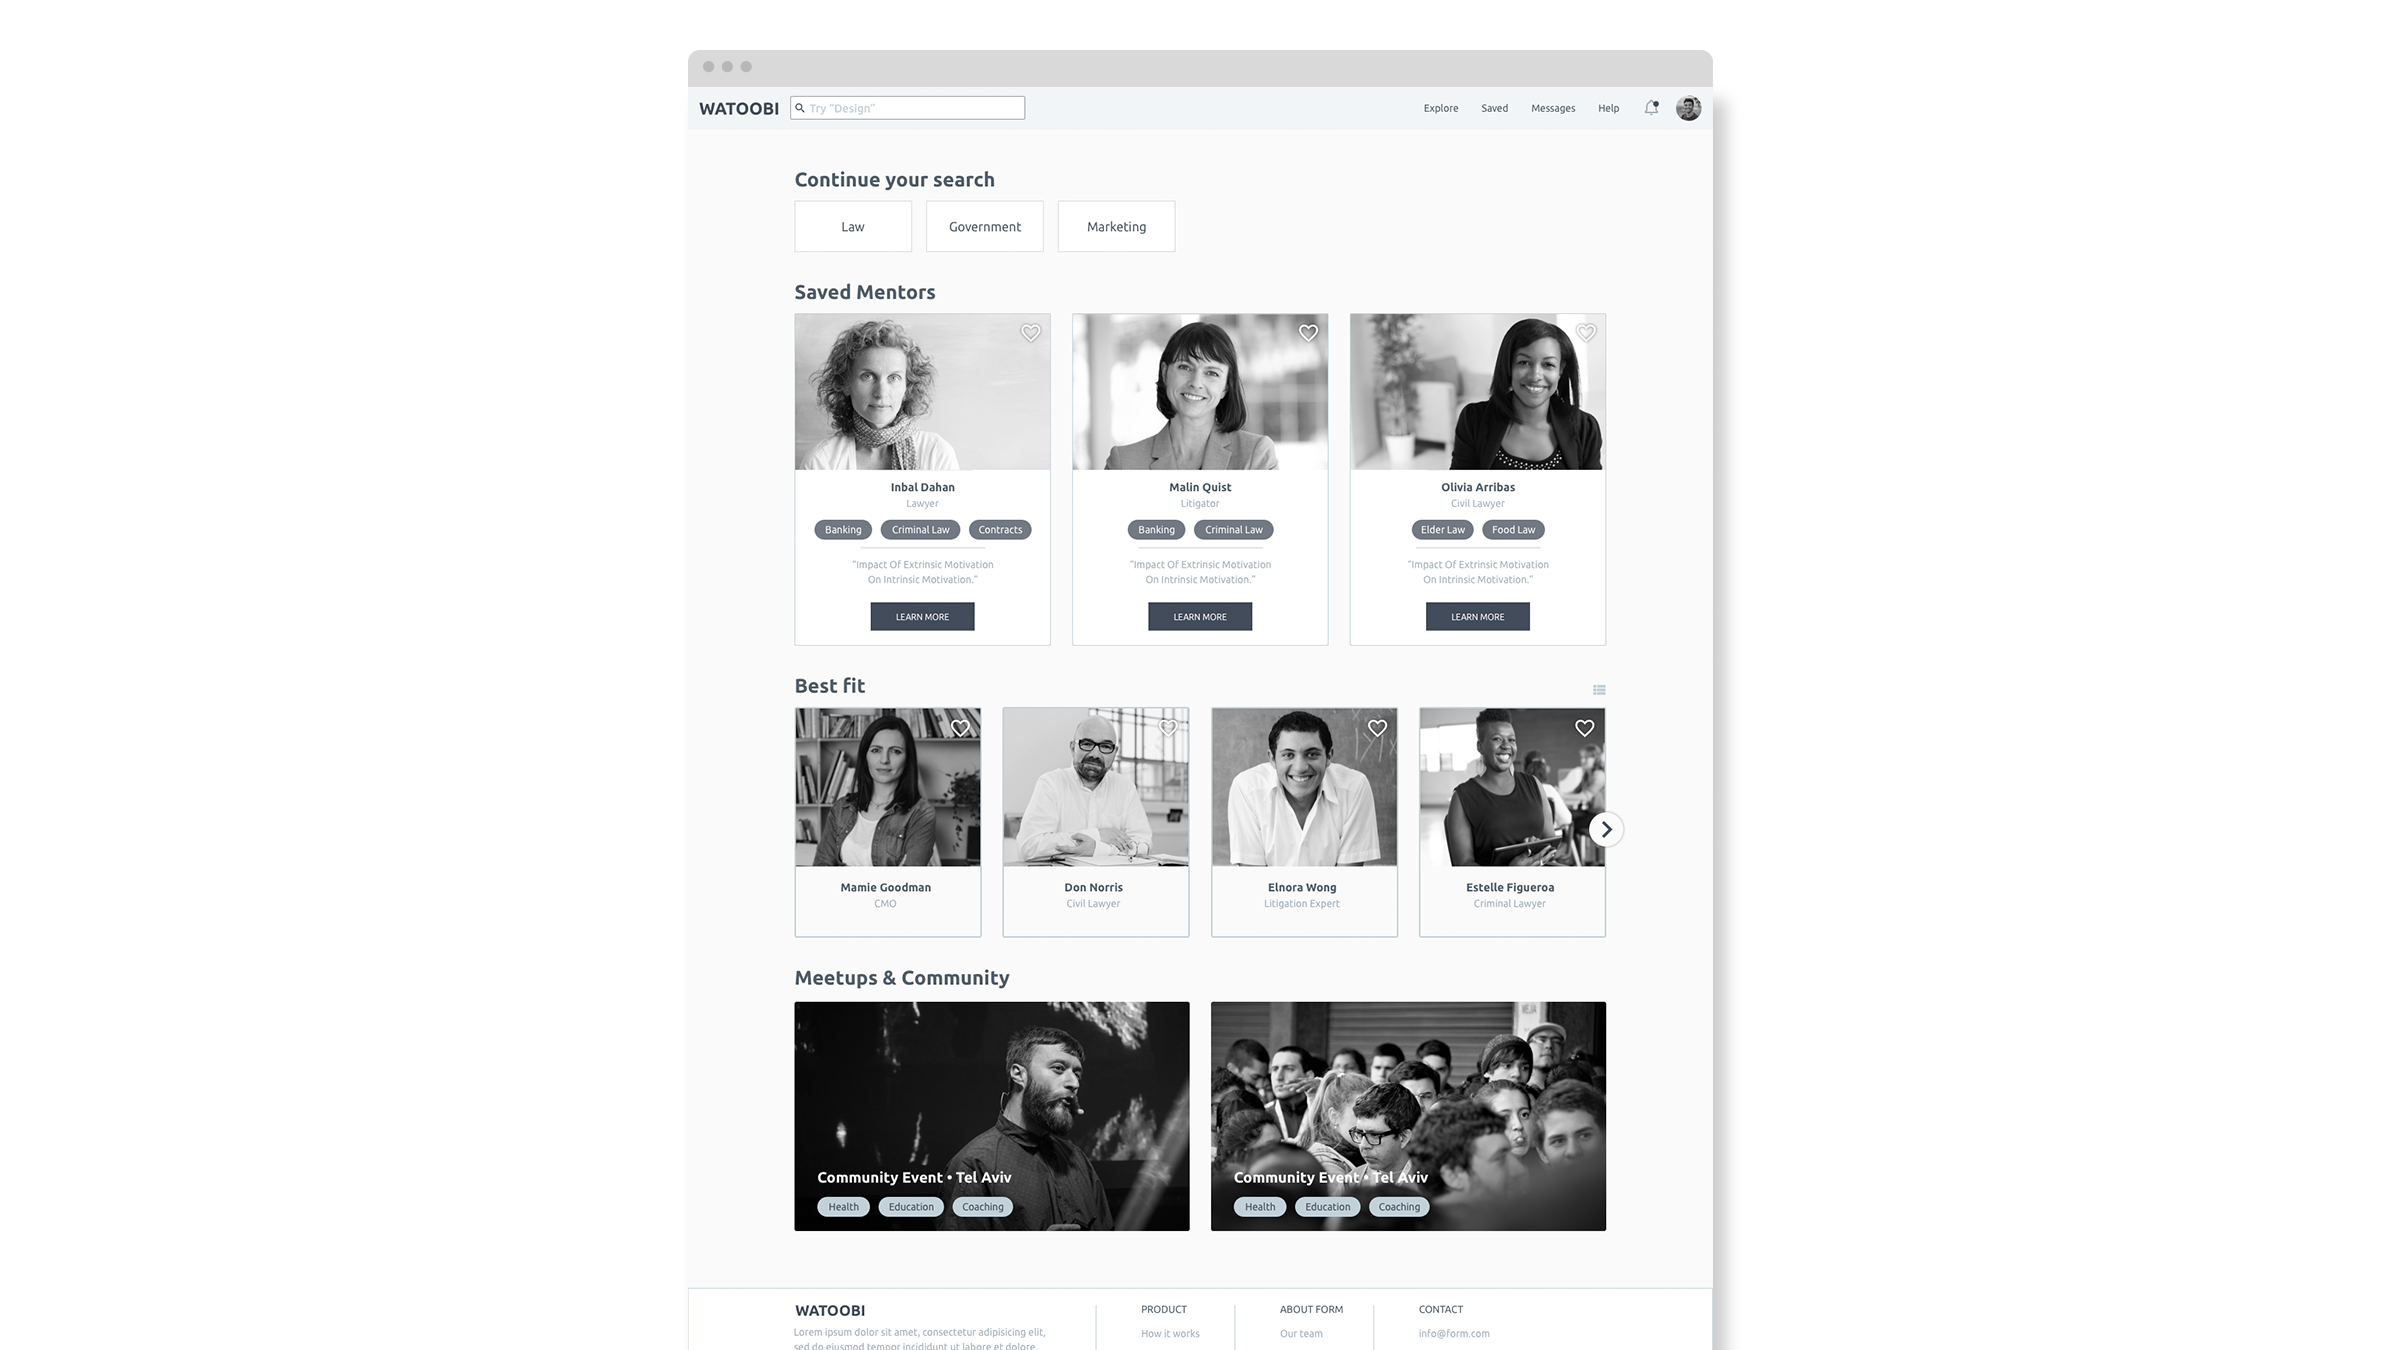 WATOOBI
Try "Design"
Explore
Saved
Messages
Help
Continue your search
Law
Government
Marketing
Saved Mentors
Inbal Dahan
Lawyer
Banking
Criminal Law
Contracts
"Impact Of Extrinsic Motivation
On Intrinsic Motivation."
LEARN MORE
Malin Quist
Litigator
Banking
Criminal Law
"Impact Of Extrinsic Motivation
On Intrinsic Motivation."
LEARN MORE
Olivia Arribas
Civil Lawyer
Elder Law
Food Law
"Impact Of Extrinsic Motivation
On Intrinsic Motivation."
LEARN MORE
Best fit
Mamie Goodman
CMO
Don Norris
Civil Lawyer
Elnora Wong
Litigation Expert
Estelle Figueroa
Criminal Lawyer
Meetups & Community
Community Event • Tel Aviv
Health
Education
Coaching
Community Event • Tel Aviv
Health
Education
Coaching
WATOOBI
Lorem ipsum dolor sit amet, consectetur adipisicing elit,
sed do eiusmod tempor incididunt ut labore et dolore
PRODUCT
How it works
ABOUT FORM
Our team
CONTACT
info@form.com